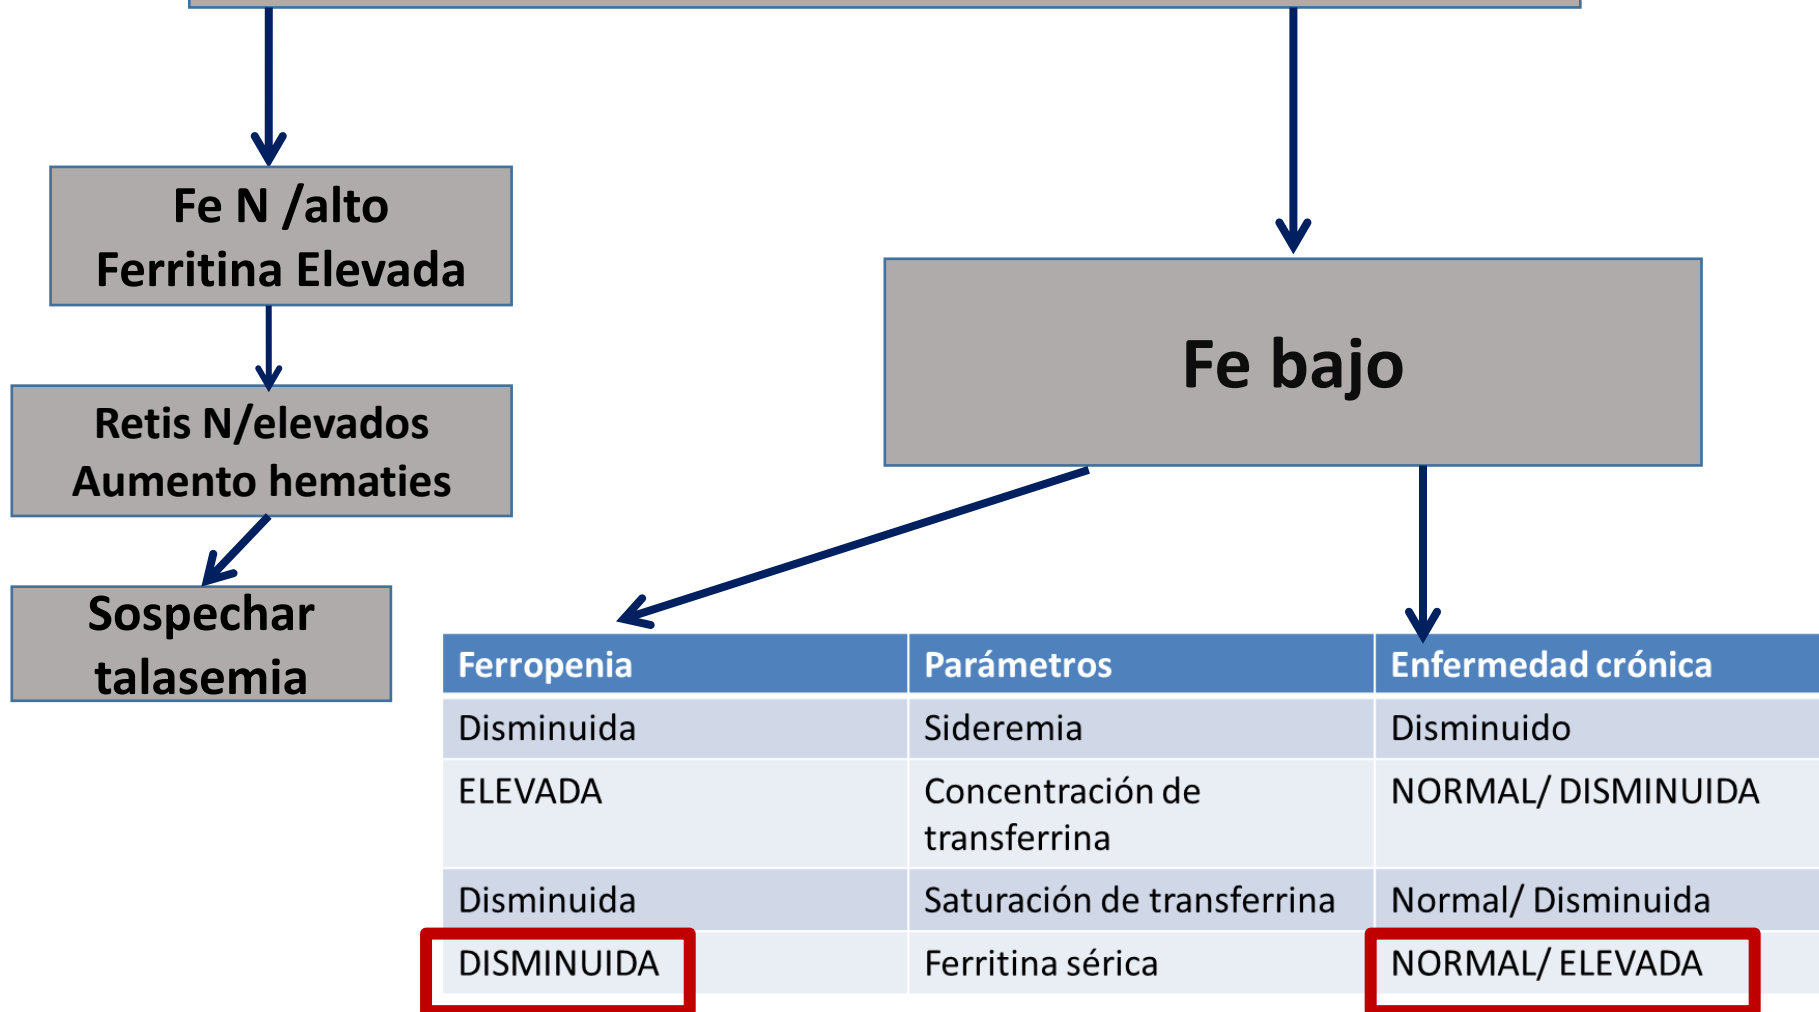 Fe N /alto
Ferritina Elevada
Fe bajo
Retis N/elevados
Aumento hematies
Sospechar
talasemia
Ferropenia Parámetros Enfermedad crónica
Disminuida Sideremia Disminuido
ELEVADA Concentración de NORMAL/ DISMINUIDA
transferrina
Disminuida Saturación de transferrina Normal/ Disminuida
DISMINUIDA Ferritina sérica NORMAL/ ELEVADA